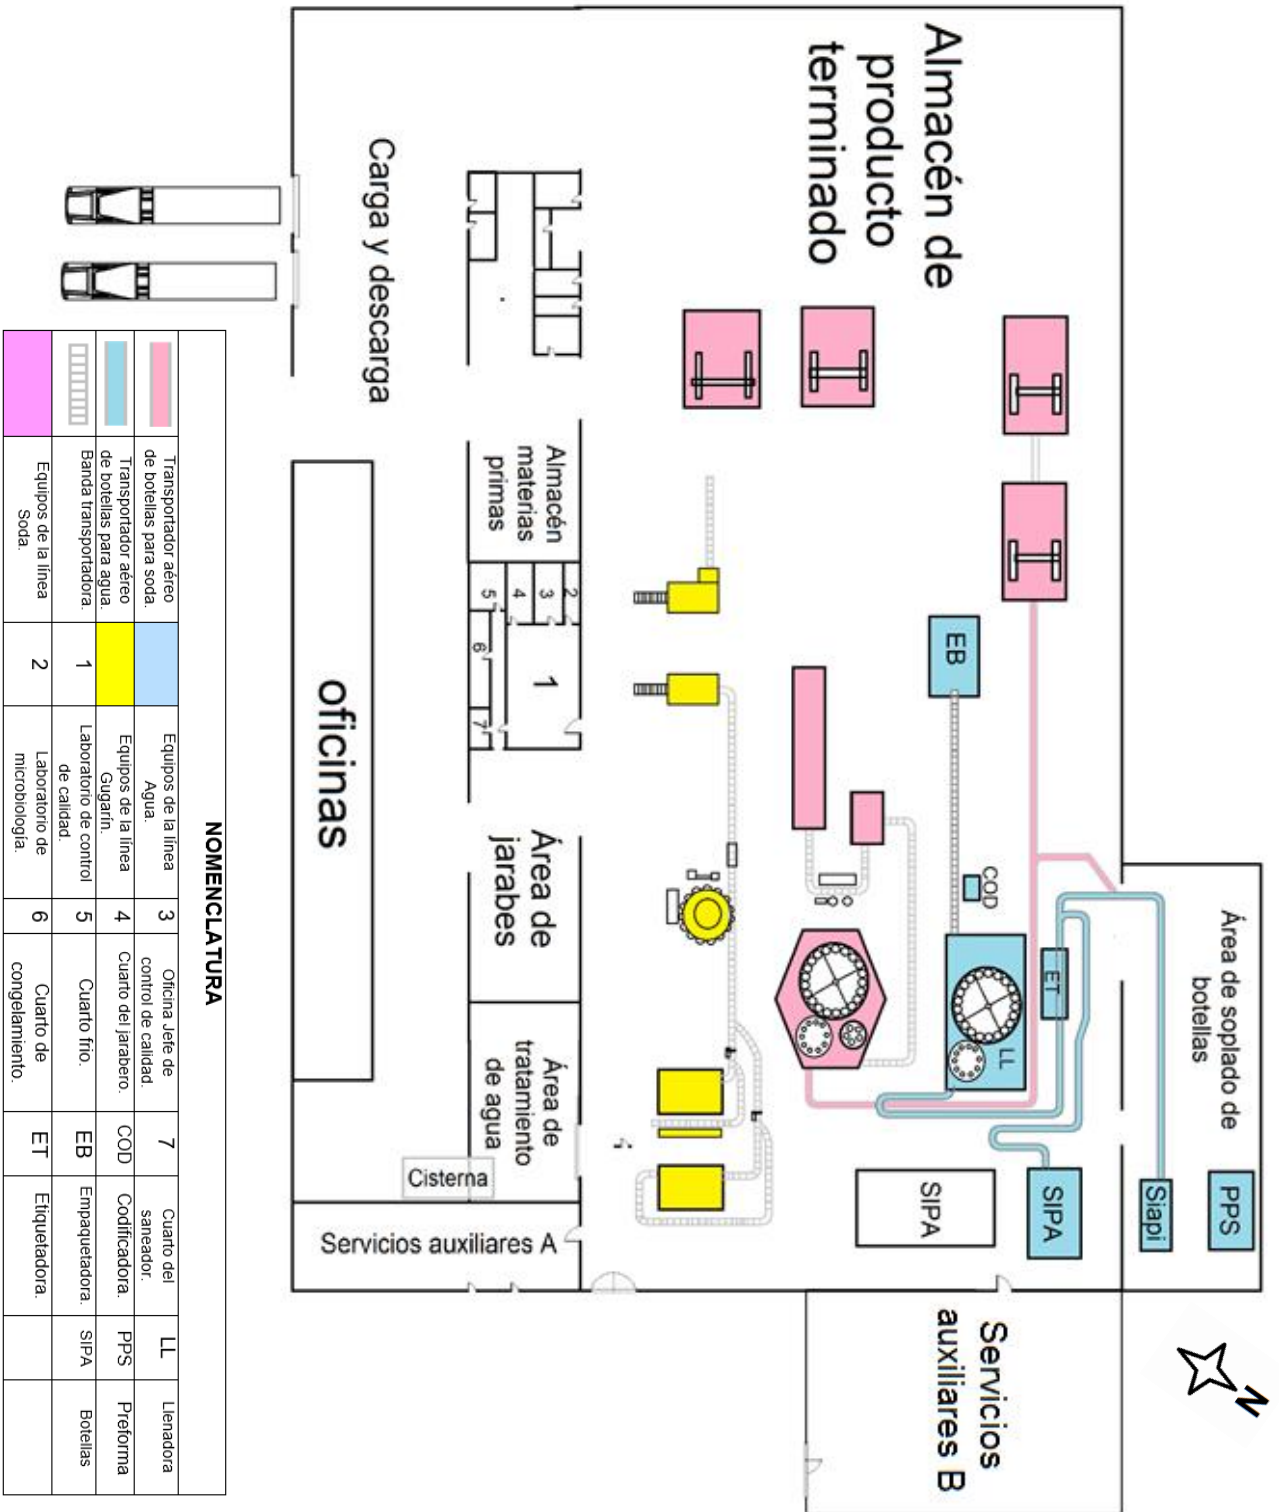 Almacén de
producto
terminado
Carga y descarga
Almacén
materias
primas
2
3
4
5
6
7
1
oficinas
Área de
jarabes
Área de
tratamiento
de agua
Cisterna
Servicios auxiliares A
EB
COD
ET
LL
SIPA
SIPA
Siapi
PPS
Área de soplado de
botellas
Servicios
auxiliares B
N
NOMENCLATURA
Transportador aéreo
de botellas para soda.
Equipos de la línea
Agua.
3
Oficina Jefe de
control de calidad.
7
Cuarto del
saneador.
LL
Llenadora
Transportador aéreo
de botellas para agua.
Equipos de la línea
Gugarín.
4
Cuarto del jarabero.
COD
Codificadora.
PPS
Preforma
Banda transportadora.
1
Laboratorio de control
de calidad.
5
Cuarto frio.
EB
Empaquetadora.
SIPA
Botellas
Equipos de la línea
Soda.
2
Laboratorio de
microbiología.
6
Cuarto de
congelamiento.
ET
Etiquetadora.